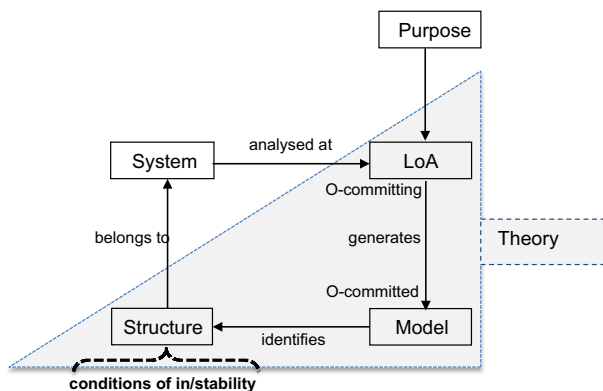 Purpose
analysed at
System
LoA
O-committing
belongs to
generates
Theory
O-committed
Structure
identifies
Model
conditions of in/stability